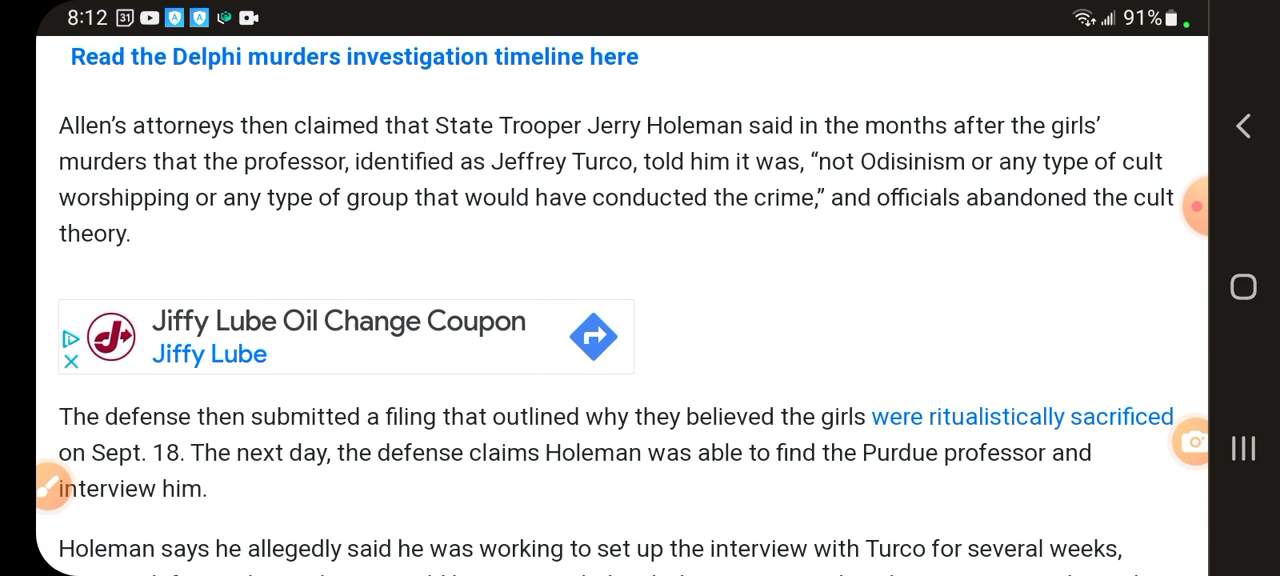 8:12 31 91%
Read the Delphi murders investigation timeline here
Allen’s attorneys then claimed that State Trooper Jerry Holeman said in the months after the girls’
murders that the professor, identified as Jeffrey Turco, told him it was, “not Odisinism or any type of cult
worshipping or any type of group that would have conducted the crime,” and officials abandoned the cult
theory.
Jiffy Lube Oil Change Coupon
Jiffy Lube
The defense then submitted a filing that outlined why they believed the girls were ritualistically sacrificed
on Sept. 18. The next day, the defense claims Holeman was able to find the Purdue professor and
interview him.
Holeman says he allegedly said he was working to set up the interview with Turco for several weeks,